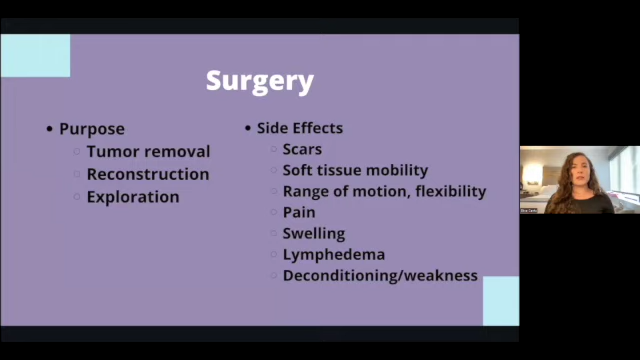 Surgery
• Purpose
○ Tumor removal
○ Reconstruction
○ Exploration
• Side Effects
○ Scars
○ Soft tissue mobility
○ Range of motion, flexibility
○ Pain
○ Swelling
○ Lymphedema
○ Deconditioning/weakness